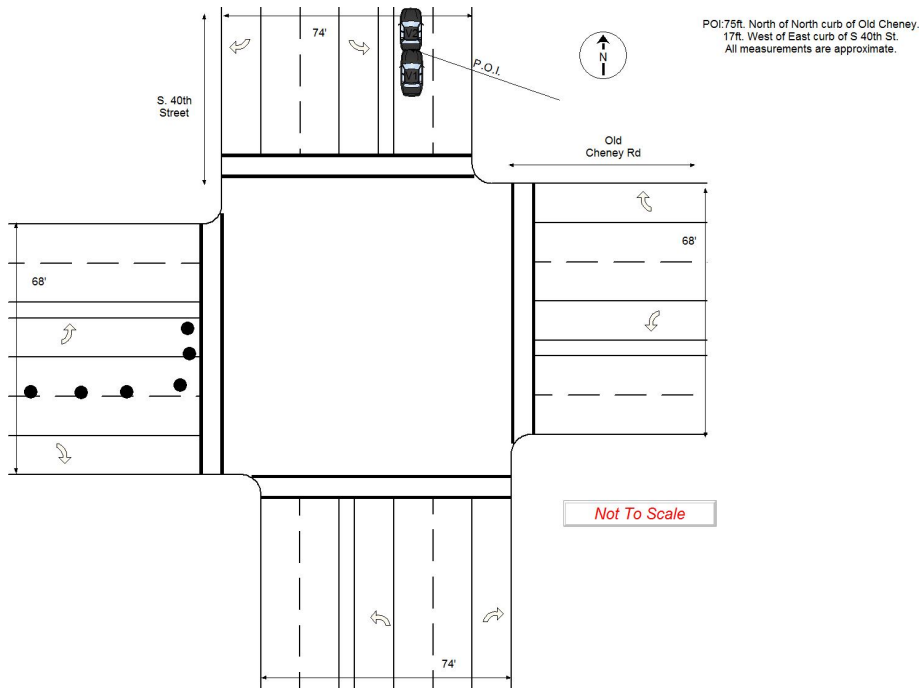 POI:75ft. North of North curb of Old Cheney.
17ft. West of East curb of S 40th St.
All measurements are approximate.
74'
V2
V1
P.O.I.
N
S. 40th
Street
Old
Cheney Rd
68'
68'
Not To Scale
74'